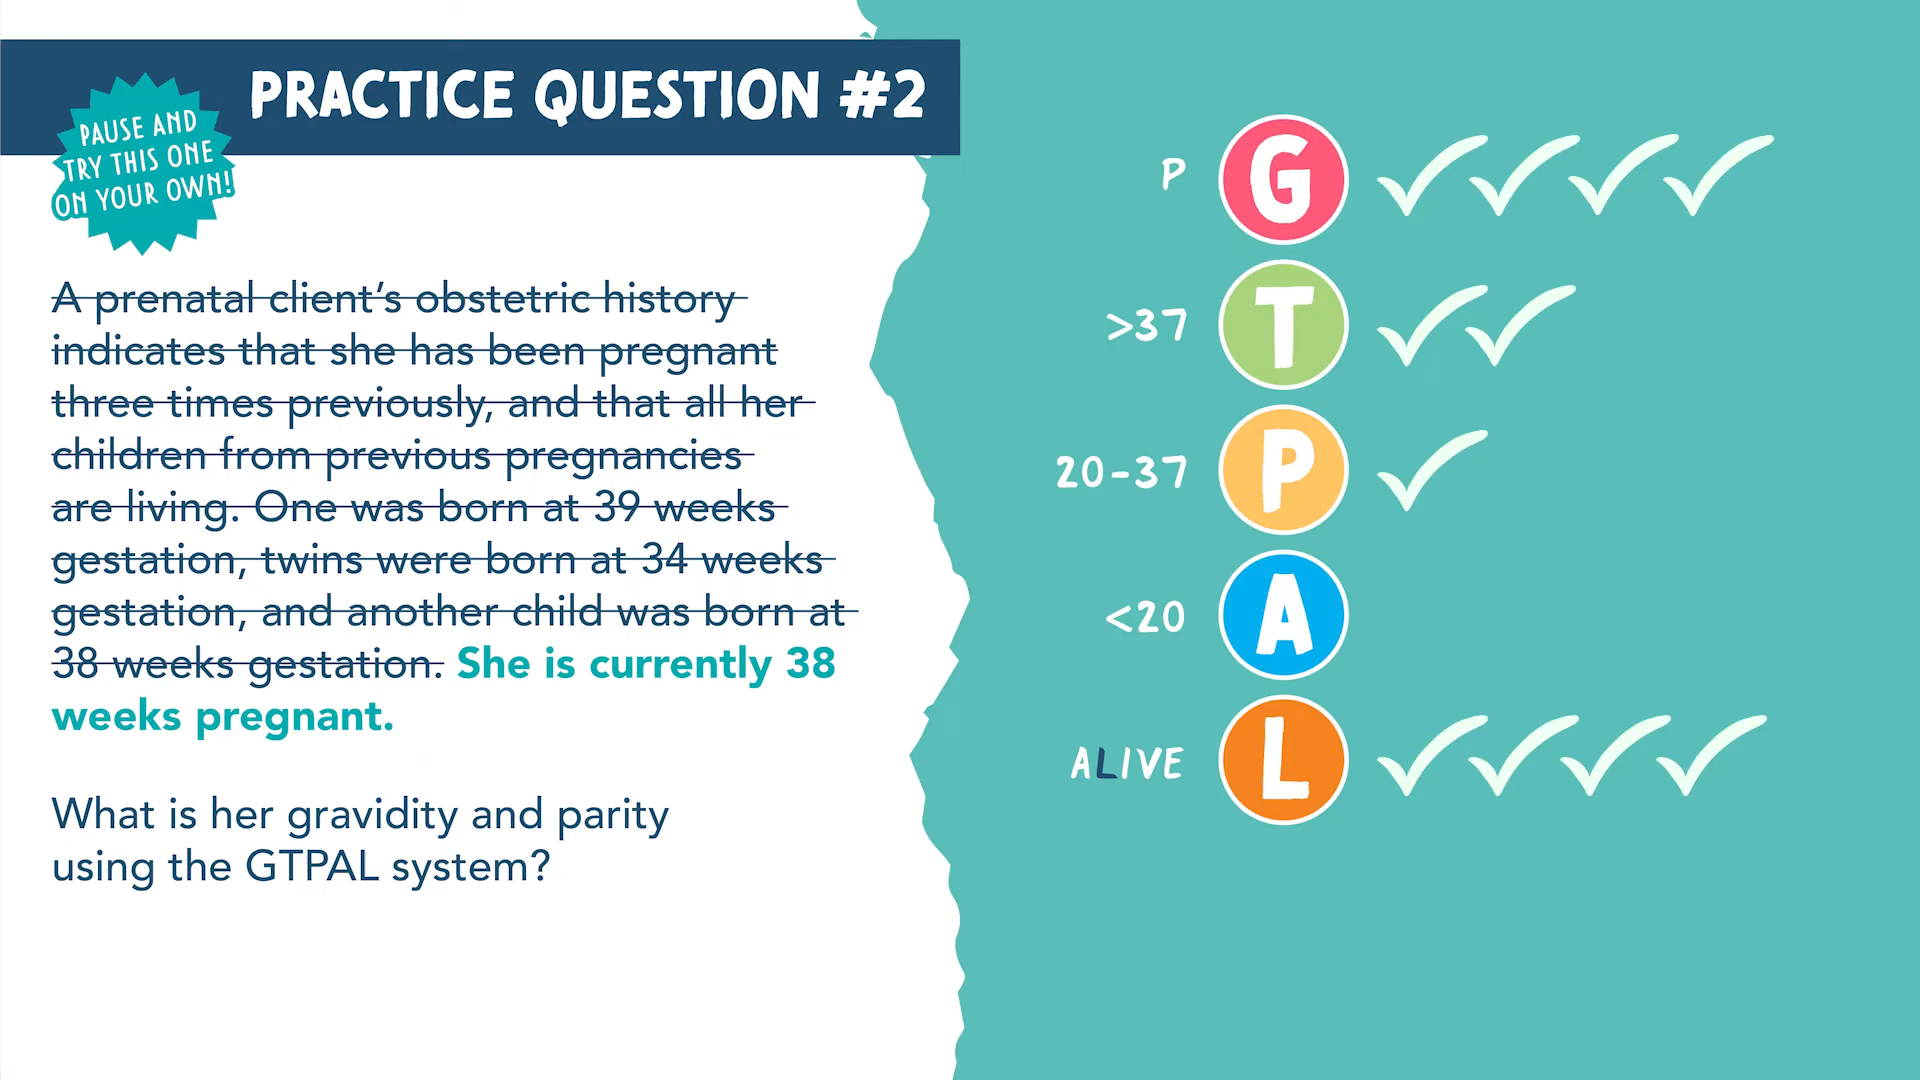 PRACTICE QUESTION #2
PAUSE AND
TRY THIS ONE
ON YOUR OWN!
A prenatal client’s obstetric history
indicates that she has been pregnant
three times previously, and that all her
children from previous pregnancies
are living. One was born at 39 weeks
gestation, twins were born at 34 weeks
gestation, and another child was born at
38 weeks gestation. She is currently 38
weeks pregnant.
What is her gravidity and parity
using the GTPAL system?
P G
>37 T
20-37 P
<20 A
ALIVE L